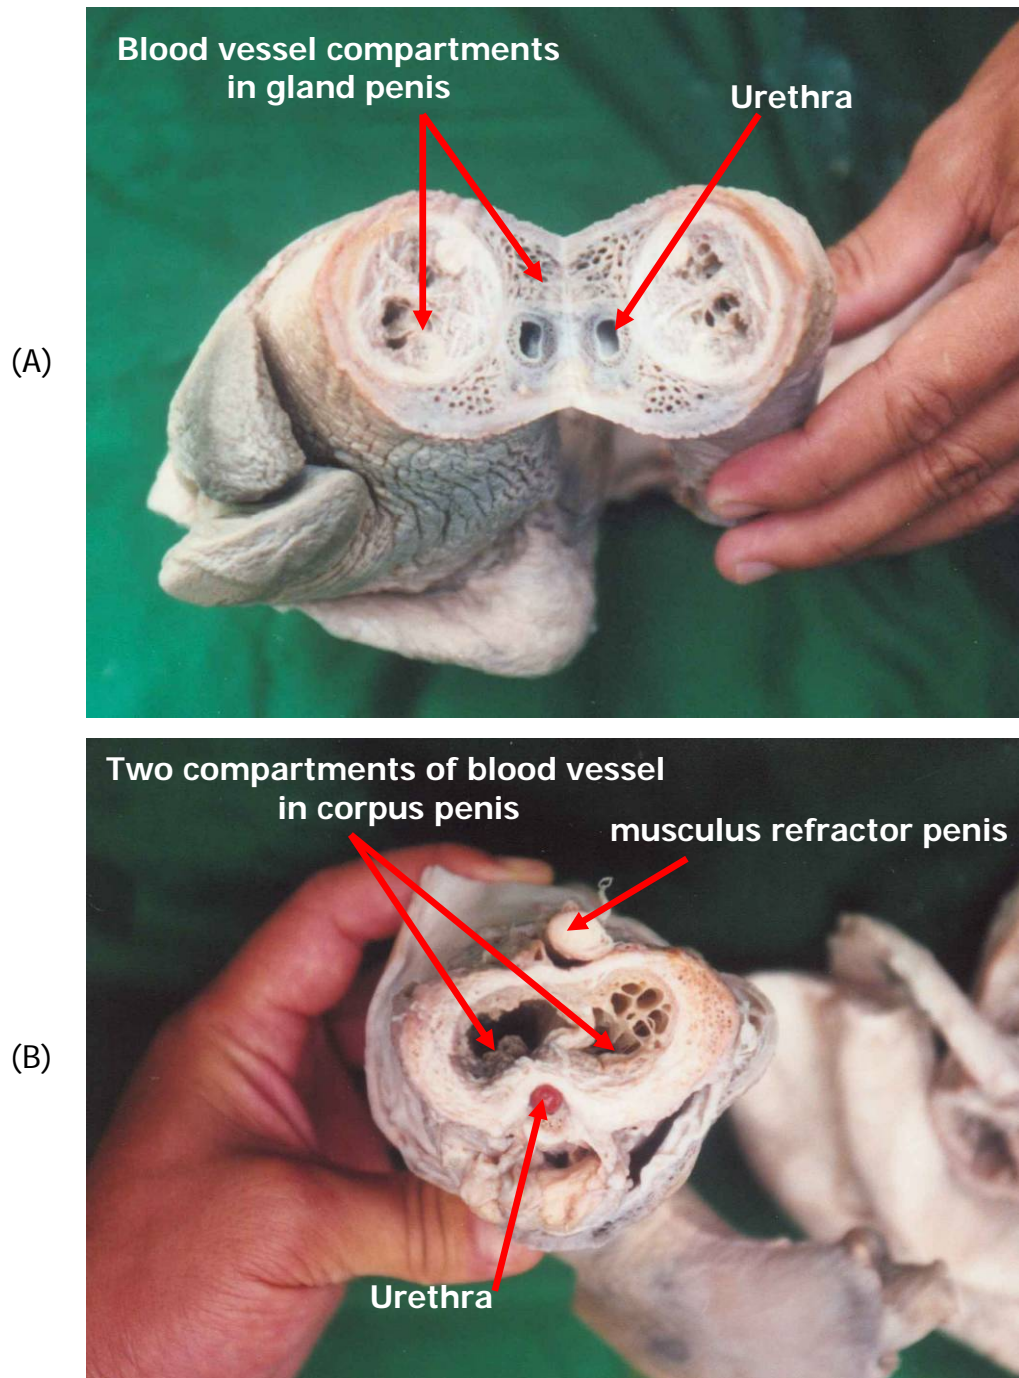 Blood vessel compartments
in gland penis
Urethra
(A)
Two compartments of blood vessel
in corpus penis
musculus refractor penis
(B)
Urethra